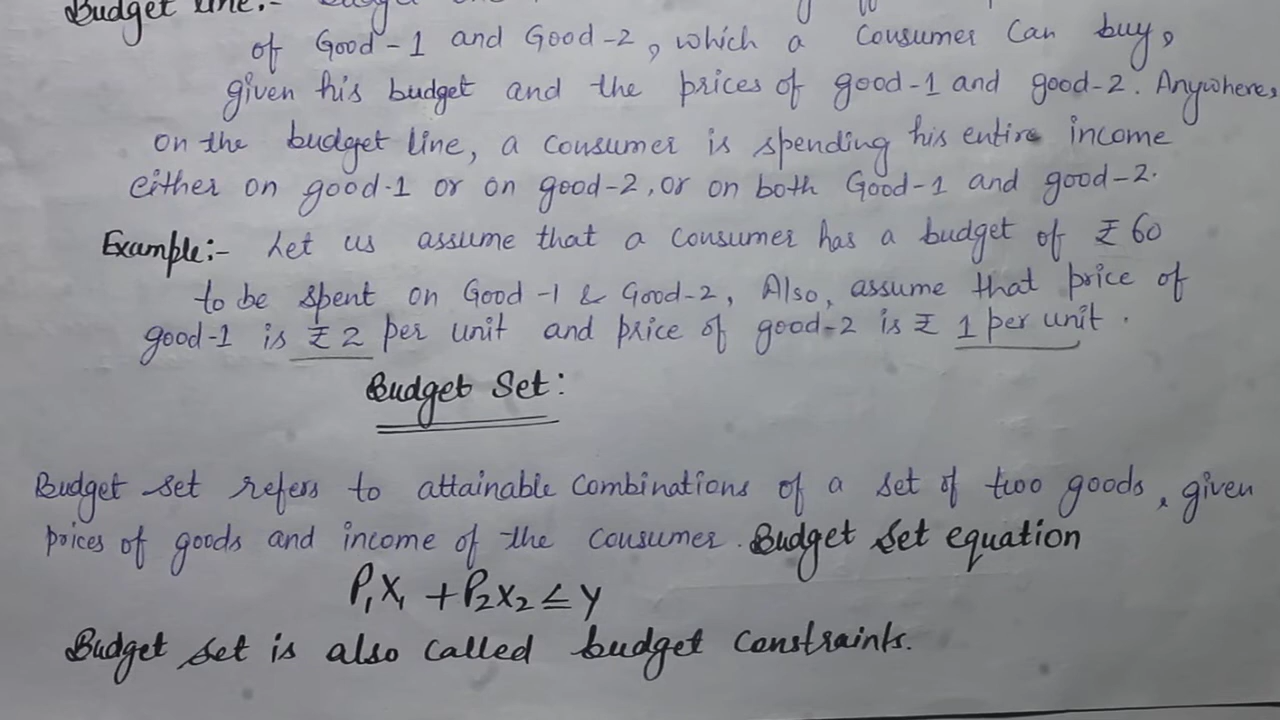 Budget line:-
of Good-1 and Good-2, which a Consumer Can buy,
given his budget and the prices of good-1 and good-2. Anywhere,
on the budget line, a consumer is spending his entire income
either on good-1 or on good-2, or on both Good-1 and good-2.
Example:- Let us assume that a consumer has a budget of ₹ 60
to be spent on Good-1 & Good-2, Also, assume that price of
good-1 is ₹ 2 per unit and price of good-2 is ₹ 1 per unit.
Budget Set:
Budget set refers to attainable combinations of a set of two goods, given
prices of goods and income of the consumer. Budget set equation
P₁X₁ + P₂X₂ ≤ Y
Budget set is also called budget constraints.